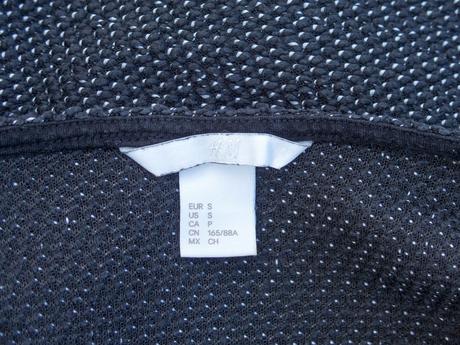 H&M
EUR S
US S
CA P
CN 165/88A
MX CH